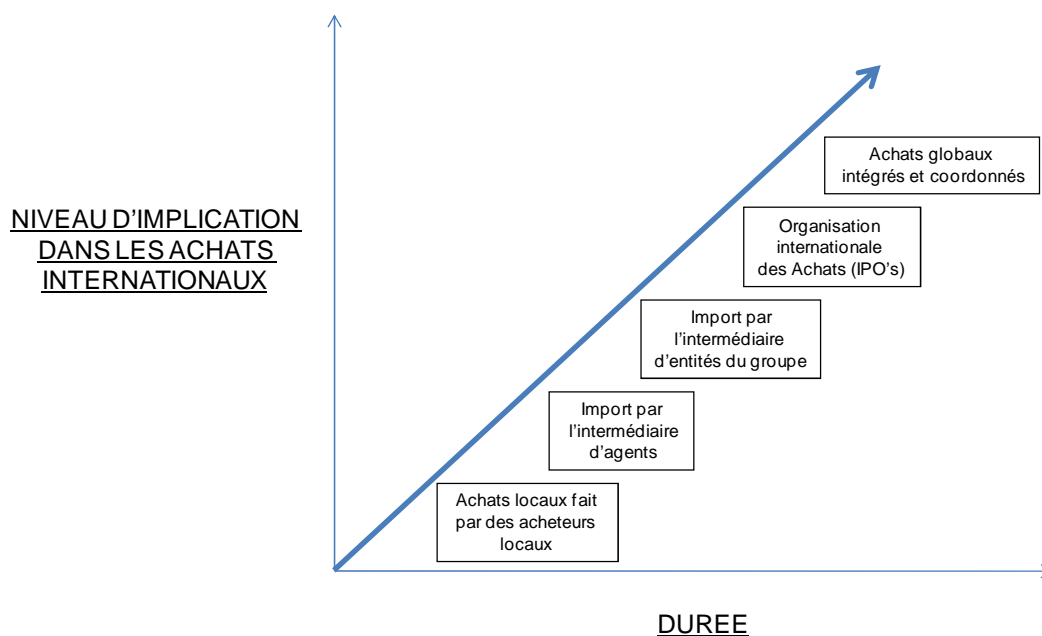 Achats globaux
intégrés et coordonnés
NIVEAU D'IMPLICATION
DANS LES ACHATS
INTERNATIONAUX
Organisation
internationale
des Achats (IPO's)
Import par
l'intermédiaire
d'entités du groupe
Import par
l'intermédiaire
d'agents
Achats locaux fait
par des acheteurs
locaux
DUREE